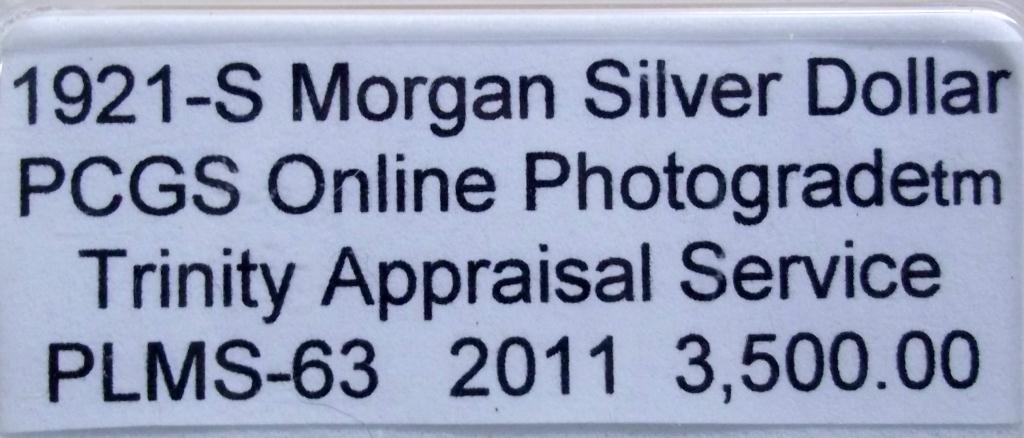 1921-S Morgan Silver Dollar
PCGS Online Photogradetm
Trinity Appraisal Service
PLMS-63 2011 3,500.00